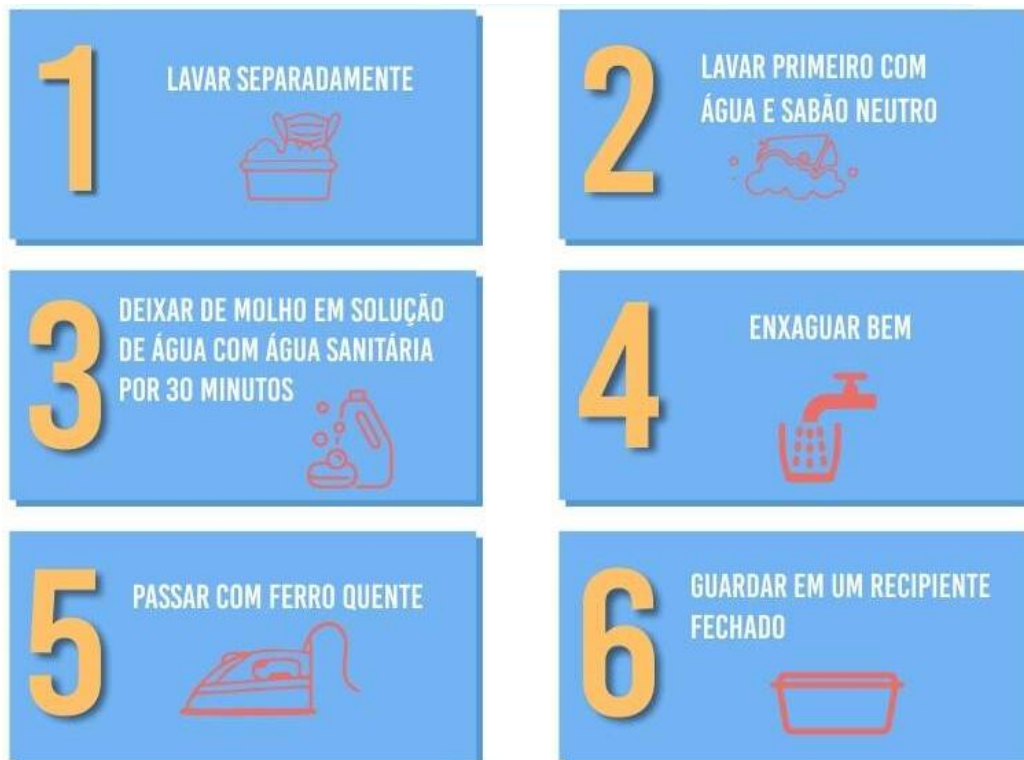 1
LAVAR SEPARADAMENTE
2
LAVAR PRIMEIRO COM
ÁGUA E SABÃO NEUTRO
3
DEIXAR DE MOLHO EM SOLUÇÃO
DE ÁGUA COM ÁGUA SANITÁRIA
POR 30 MINUTOS
4
ENXAGUAR BEM
5
PASSAR COM FERRO QUENTE
6
GUARDAR EM UM RECIPIENTE
FECHADO